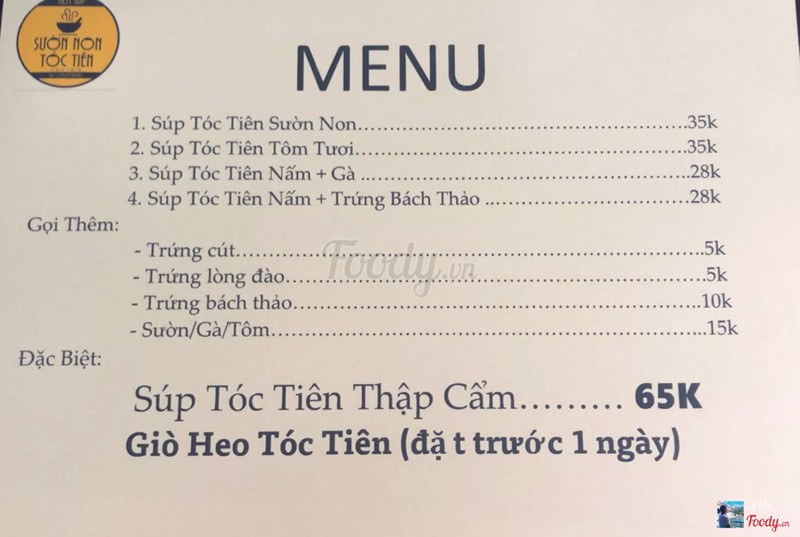 SƯỜN NON
TÓC TIÊN
MENU
1. Súp Tóc Tiên Sườn Non............35k
2. Súp Tóc Tiên Tôm Tươi............35k
3. Súp Tóc Tiên Nấm + Gà ............28k
4. Súp Tóc Tiên Nấm + Trứng Bách Thảo ............28k
Gọi Thêm:
- Trứng cút............5k
- Trứng lòng đào............5k
- Trứng bách thảo............10k
- Sườn/Gà/Tôm............15k
Foody.vn
Đặc Biệt:
Súp Tóc Tiên Thập Cẩm......... 65K
Giò Heo Tóc Tiên (đặt trước 1 ngày)
Foody.vn